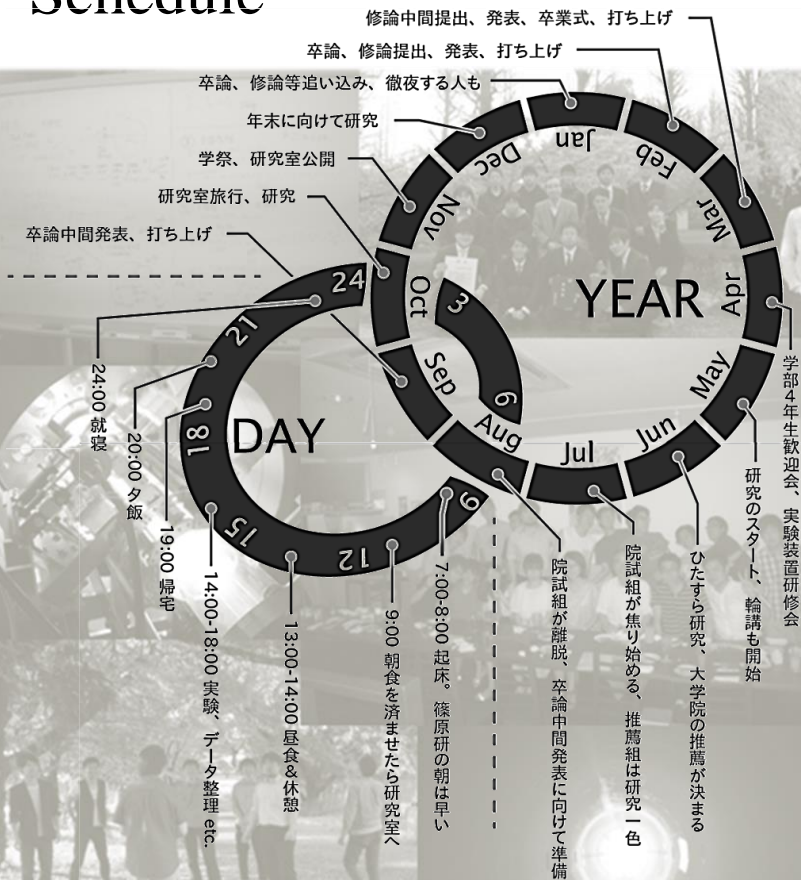 Schedule
修論中間提出、発表、卒業式、打ち上げ
卒論、修論提出、発表、打ち上げ
卒論、修論等追い込み、徹夜する人も
年末に向けて研究
学祭、研究室公開
研究室旅行、研究
卒論中間発表、打ち上げ
YEAR
Jan
Feb
Mar
Apr
May
Jun
Jul
Aug
Sep
Oct
Nov
Dec
学部4年生歓迎会、実験装置研修会
研究のスタート、輪講も開始
ひたすら研究、大学院の推薦が決まる
院試組が焦り始める、推薦組は研究一色
院試組が離脱、卒論中間発表に向けて準備
DAY
3
6
9
12
15
18
21
24
7:00-8:00 起床。篠原研の朝は早い
9:00 朝食を済ませたら研究室へ
13:00-14:00 昼食&休憩
14:00-18:00 実験、データ整理 etc.
19:00 帰宅
20:00 夕飯
24:00 就寝